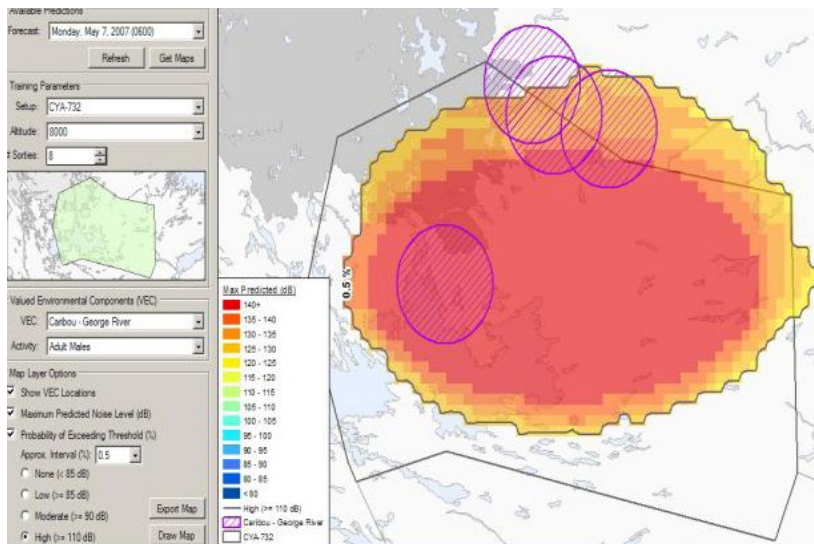 Available Predictions
Forecast: Monday, May 7, 2007 (0600)
Refresh Get Maps
Training Parameters
Setup: CYA-732
Altitude: 8000
# Sorties: 8
Valued Environmental Components (VEC)
VEC: Caribou - George River
Activity: Adult Males
Map Layer Options
Show VEC Locations
Maximum Predicted Noise Level (dB)
Probability of Exceeding Threshold (%)
Approx. Interval (%): 0.5
None (< 85 dB)
Low (>= 85 dB)
Moderate (>= 90 dB)
High (>= 110 dB)
Export Map
Draw Map
Max Predicted (dB)
140+
135 - 140
130 - 135
125 - 130
120 - 125
115 - 120
110 - 115
105 - 110
100 - 105
95 - 100
90 - 95
85 - 90
80 - 85
< 80
High (>= 110 dB)
Caribou - George River
CYA-732
0.5 %